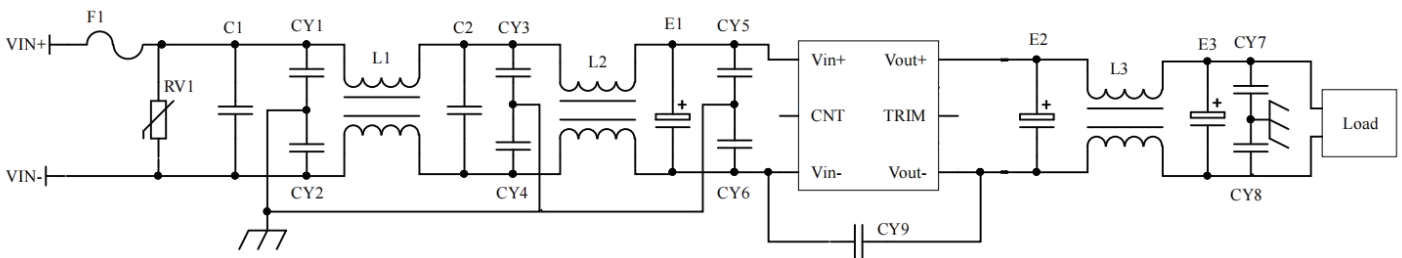 F1
VIN+
C1
CY1
L1
C2
CY3
L2
E1
CY5
RV1
+
Vin+
Vout+
CNT
TRIM
Vin-
Vout-
E2
+
L3
E3
+
CY7
Load
VIN-
CY2
CY4
CY6
CY8
CY9